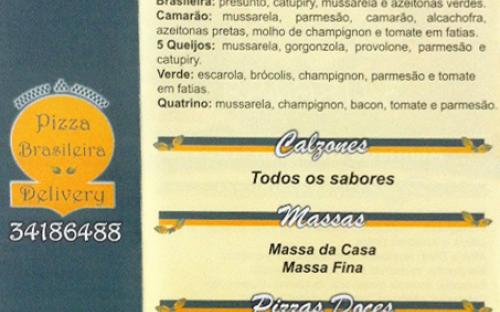 Brasileira: presunto, catupiry, mussarela e azeitonas verdes.
Camarão: mussarela, parmesão, camarão, alcachofra,
azeitonas pretas, molho de champignon e tomate em fatias.
5 Queijos: mussarela, gorgonzola, provolone, parmesão e
catupiry.
Verde: escarola, brócolis, champignon, parmesão e tomate
em fatias.
Quatrino: mussarela, champignon, bacon, tomate e parmesão.
Pizza
Brasileira
Delivery
34186488
Calzones
Todos os sabores
Massas
Massa da Casa
Massa Fina
Pizzas Doces